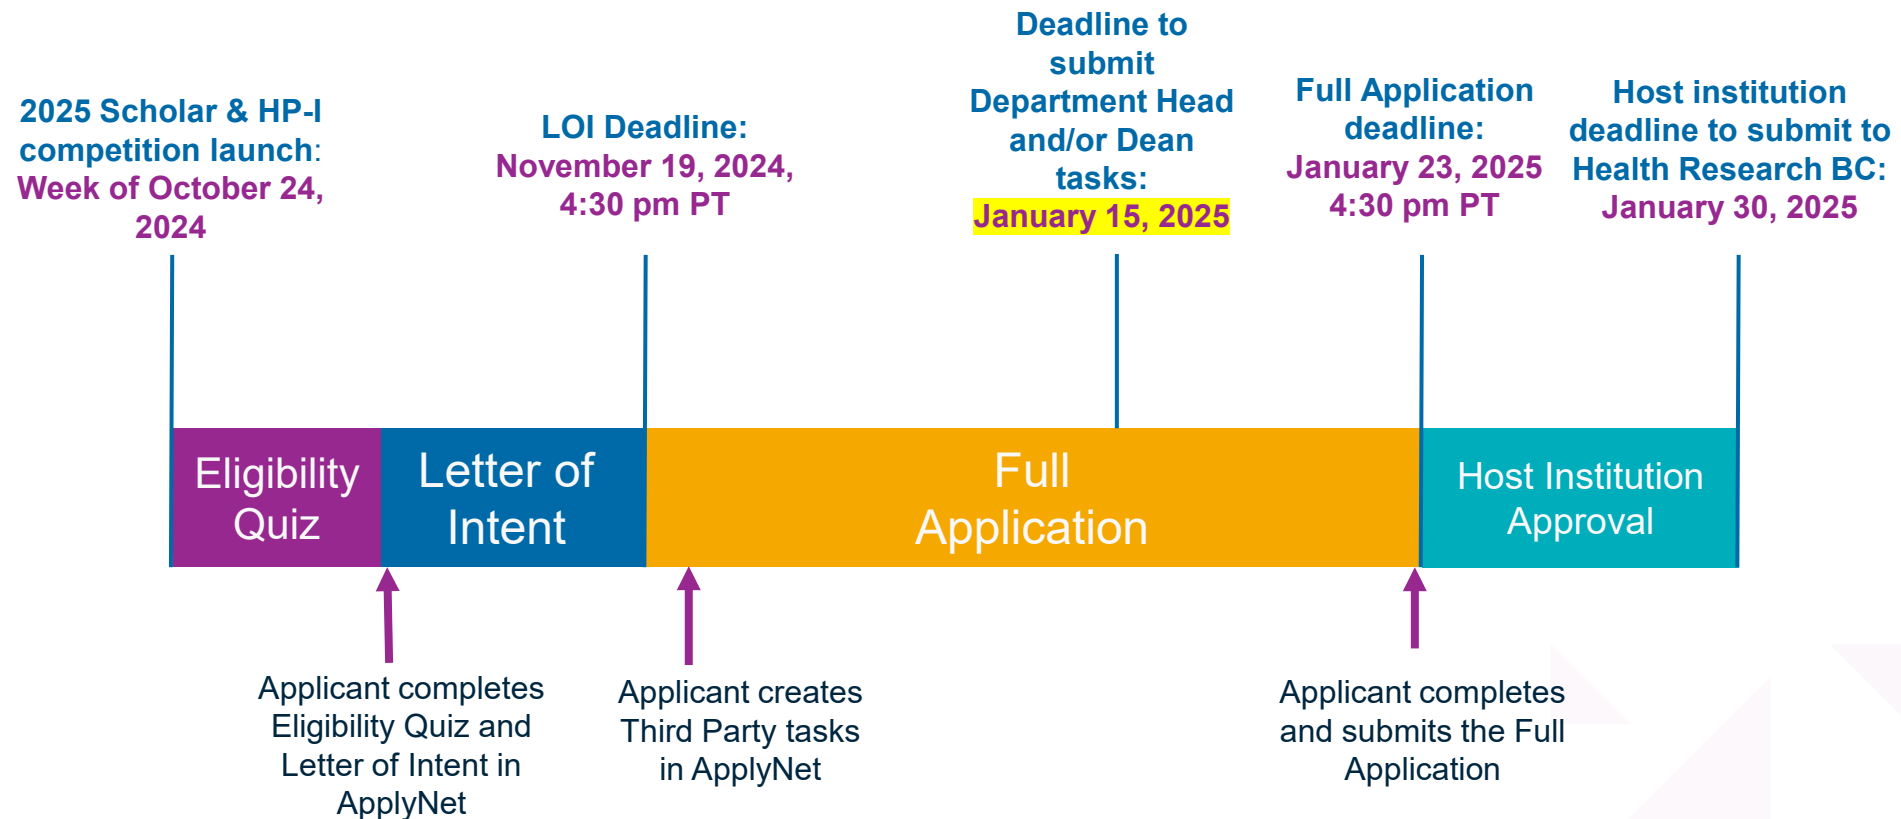 2025 Scholar & HP-I
competition launch:
Week of October 24,
2024
LOI Deadline:
November 19, 2024,
4:30 pm PT
Deadline to
submit
Department Head
and/or Dean
tasks:
January 15, 2025
Full Application
deadline:
January 23, 2025
4:30 pm PT
Host institution
deadline to submit to
Health Research BC:
January 30, 2025
Eligibility
Quiz
Letter of
Intent
Full
Application
Host Institution
Approval
Applicant completes
Eligibility Quiz and
Letter of Intent in
ApplyNet
Applicant creates
Third Party tasks
in ApplyNet
Applicant completes
and submits the Full
Application